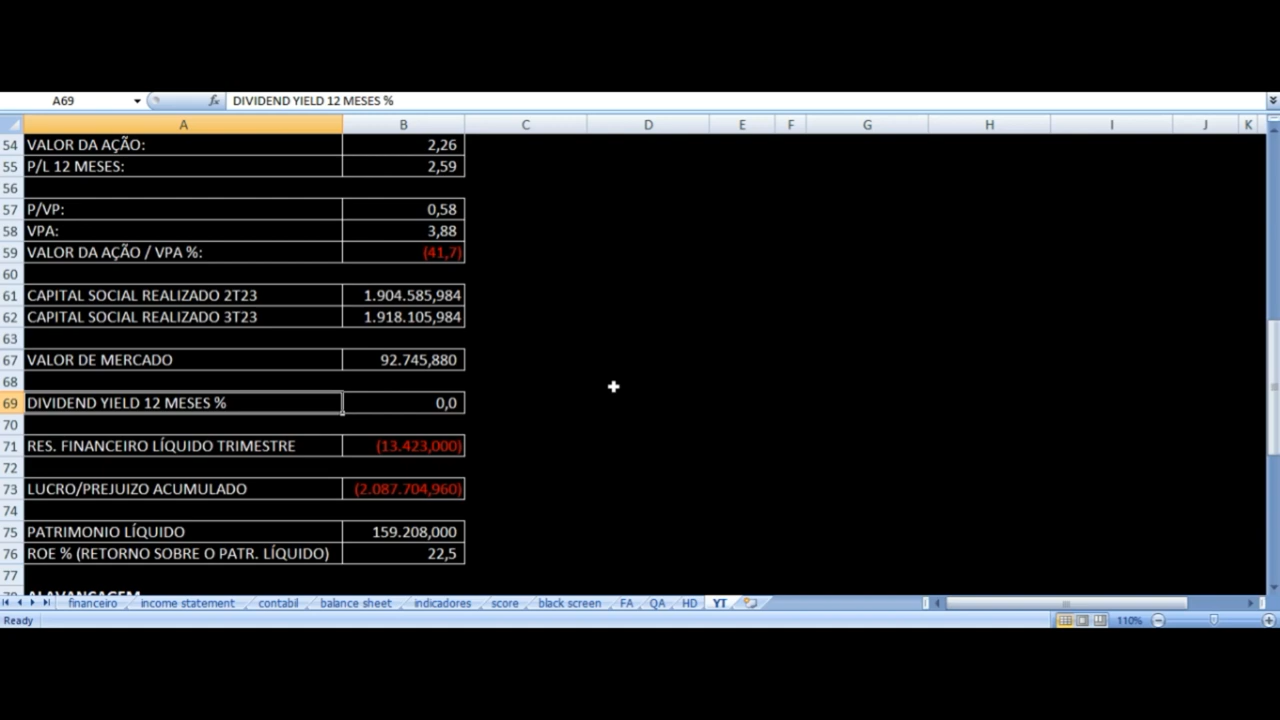 A69 fx DIVIDEND YIELD 12 MESES %
A B C D E F G H I J K
54 VALOR DA AÇÃO: 2,26
55 P/L 12 MESES: 2,59
56
57 P/VP: 0,58
58 VPA: 3,88
59 VALOR DA AÇÃO / VPA %: (41,7)
60
61 CAPITAL SOCIAL REALIZADO 2T23 1.904.585,984
62 CAPITAL SOCIAL REALIZADO 3T23 1.918.105,984
63
67 VALOR DE MERCADO 92.745,880
68
69 DIVIDEND YIELD 12 MESES % 0,0
70
71 RES. FINANCEIRO LÍQUIDO TRIMESTRE (13.423,000)
72
73 LUCRO/PREJUIZO ACUMULADO (2.087.704,960)
74
75 PATRIMONIO LÍQUIDO 159.208,000
76 ROE % (RETORNO SOBRE O PATR. LÍQUIDO) 22,5
77
78 ALAVANCAGEM
financeiro income statement contabil balance sheet indicadores score black screen FA QA HD YT
Ready 110%